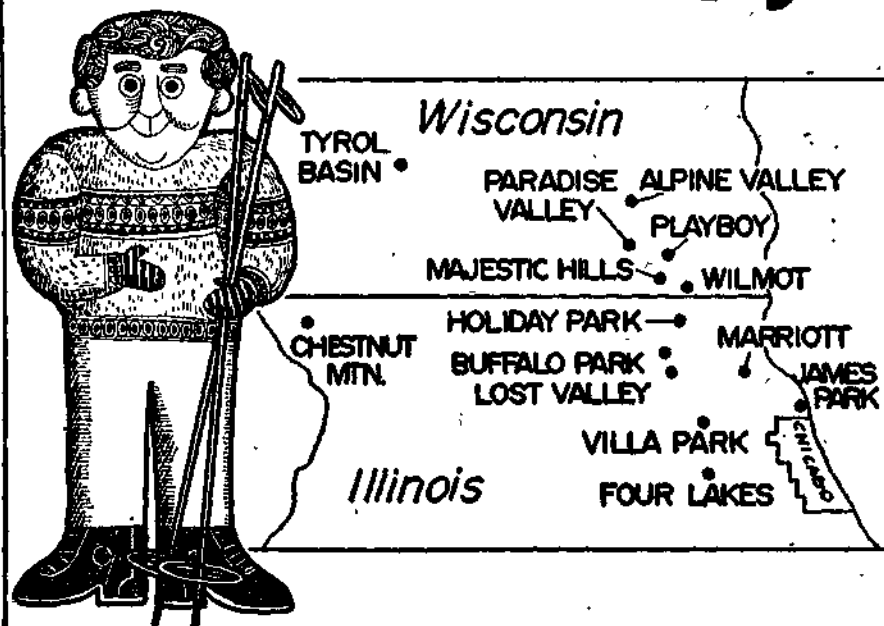 Wisconsin
TYROL
BASIN
PARADISE
VALLEY
ALPINE VALLEY
PLAYBOY
MAJESTIC HILLS
WILMOT
HOLIDAY PARK
CHESTNUT
MTN.
MARRIOTT
BUFFALO PARK
LOST VALLEY
JAMES
PARK
VILLA PARK
CHICAGO
Illinois
FOUR LAKES